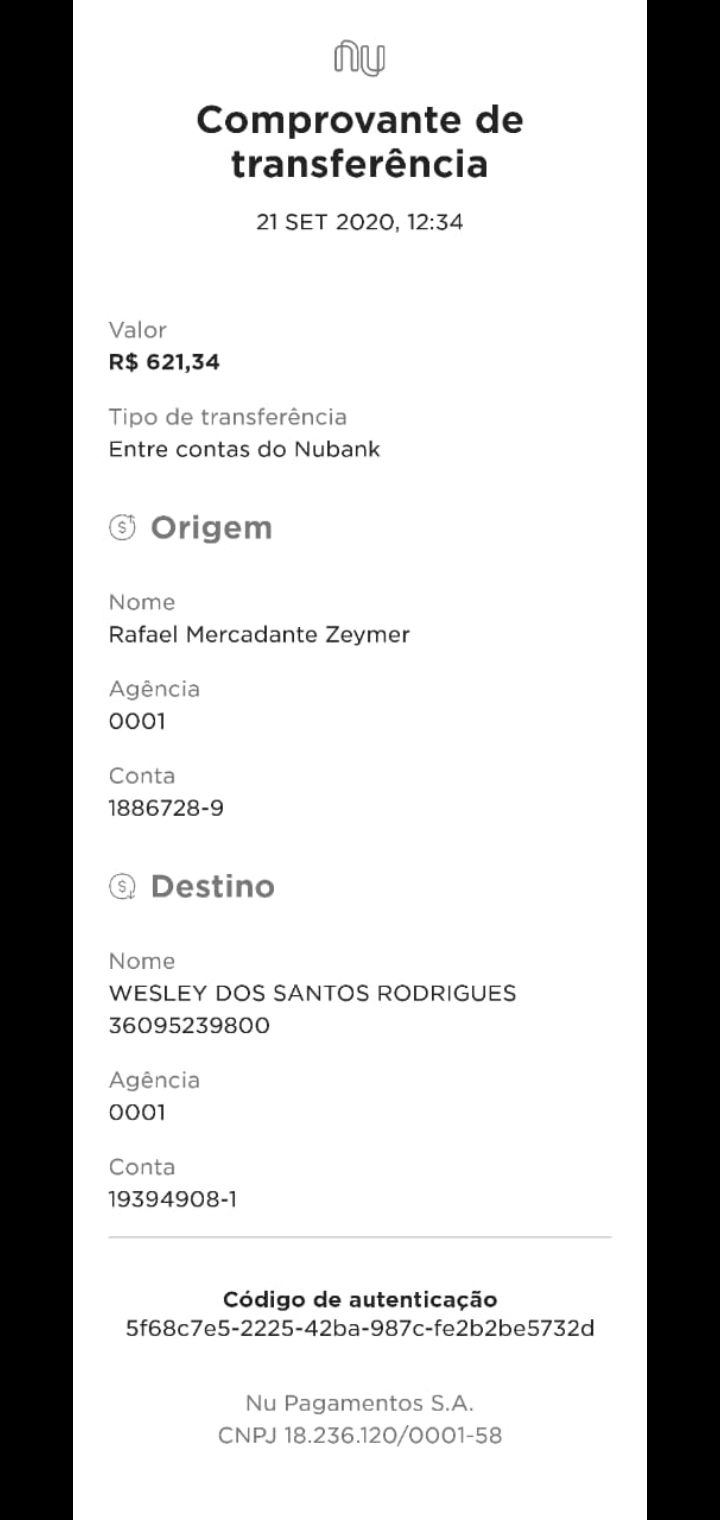 nu
Comprovante de
transferência
21 SET 2020, 12:34
Valor
R$ 621,34
Tipo de transferência
Entre contas do Nubank
Origem
Nome
Rafael Mercadante Zeymer
Agência
0001
Conta
1886728-9
Destino
Nome
WESLEY DOS SANTOS RODRIGUES
36095239800
Agência
0001
Conta
19394908-1
Código de autenticação
5f68c7e5-2225-42ba-987c-fe2b2be5732d
Nu Pagamentos S.A.
CNPJ 18.236.120/0001-58